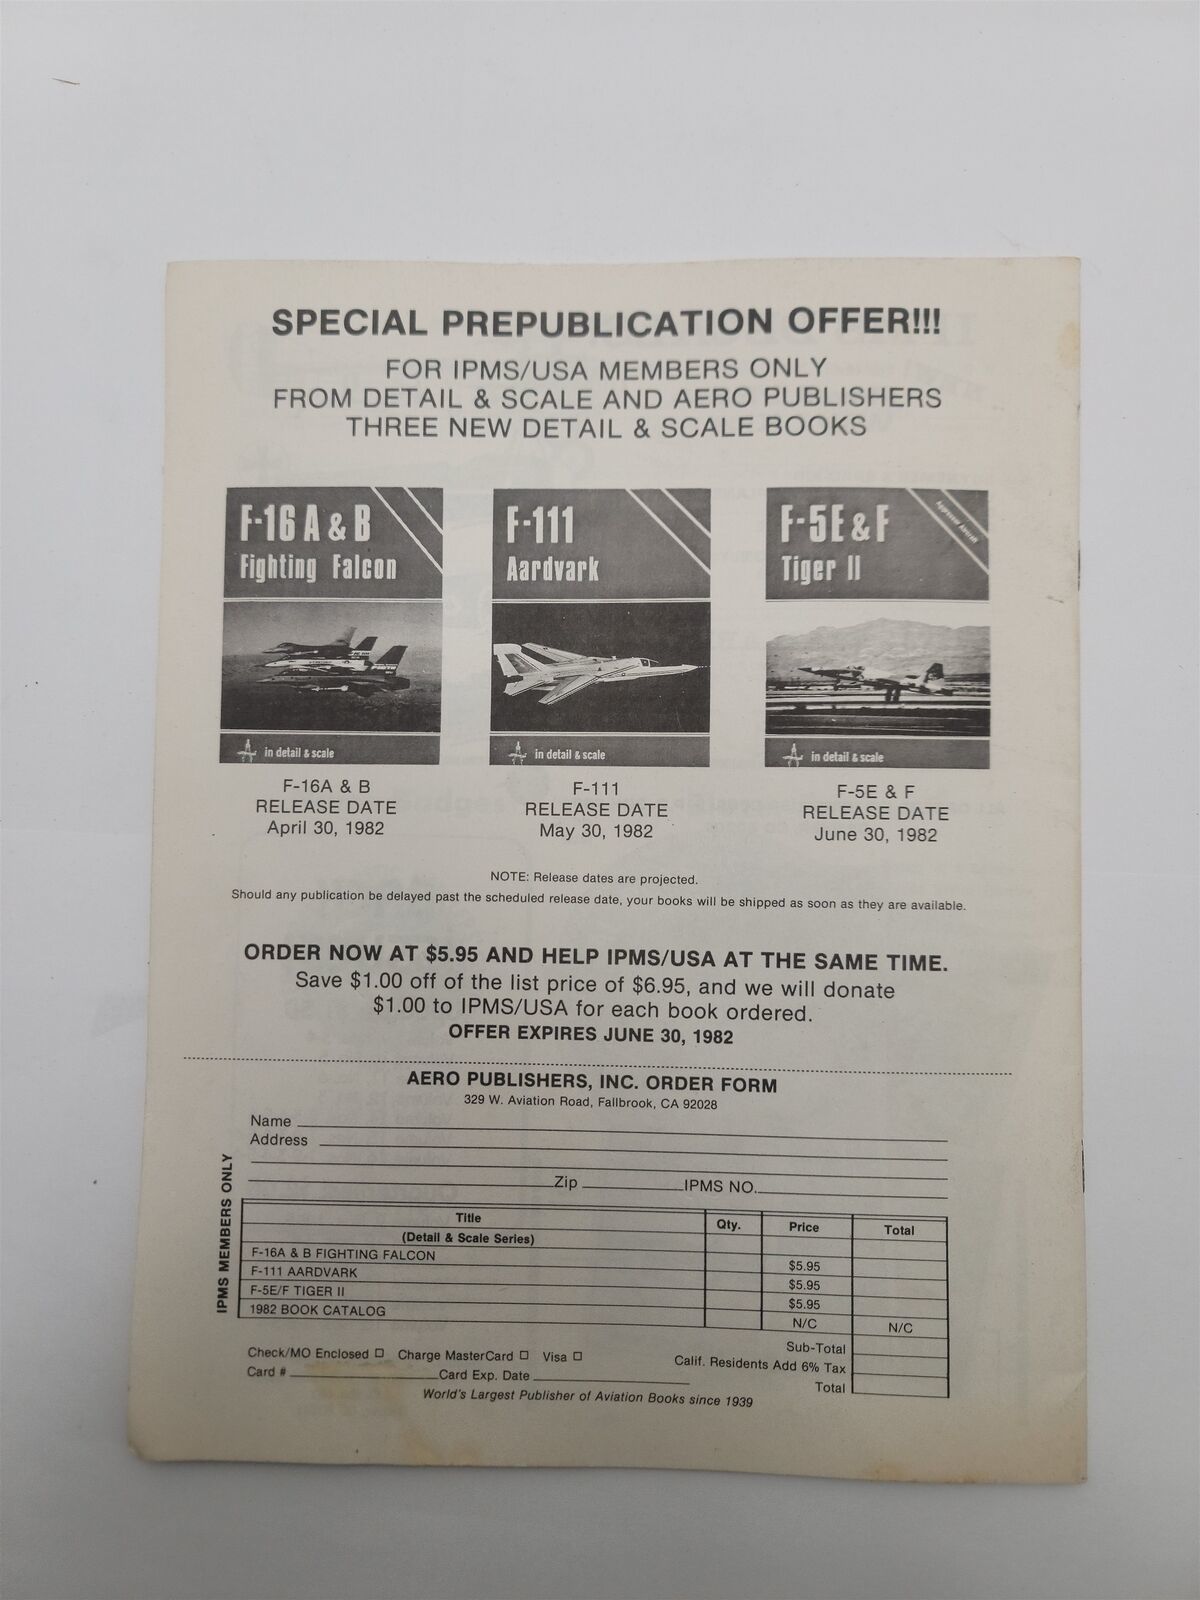 SPECIAL PREPUBLICATION OFFER!!!
FOR IPMS/USA MEMBERS ONLY
FROM DETAIL & SCALE AND AERO PUBLISHERS
THREE NEW DETAIL & SCALE BOOKS
F-16 A & B
Fighting Falcon
in detail & scale
F-111
Aardvark
in detail & scale
F-5E & F
Tiger II
Aggressor Aircraft
in detail & scale
F-16A & B
RELEASE DATE
April 30, 1982
F-111
RELEASE DATE
May 30, 1982
F-5E & F
RELEASE DATE
June 30, 1982
NOTE: Release dates are projected.
Should any publication be delayed past the scheduled release date, your books will be shipped as soon as they are available.
ORDER NOW AT $5.95 AND HELP IPMS/USA AT THE SAME TIME.
Save $1.00 off of the list price of $6.95, and we will donate
$1.00 to IPMS/USA for each book ordered.
OFFER EXPIRES JUNE 30, 1982
AERO PUBLISHERS, INC. ORDER FORM
329 W. Aviation Road, Fallbrook, CA 92028
Name
Address
Zip IPMS NO.
IPMS MEMBERS ONLY
Title Qty. Price Total
(Detail & Scale Series)
F-16A & B FIGHTING FALCON $5.95
F-111 AARDVARK $5.95
F-5E/F TIGER II $5.95
1982 BOOK CATALOG N/C N/C
Check/MO Enclosed □ Charge MasterCard □ Visa □ Sub-Total
Calif. Residents Add 6% Tax
Card # Card Exp. Date Total
World's Largest Publisher of Aviation Books since 1939